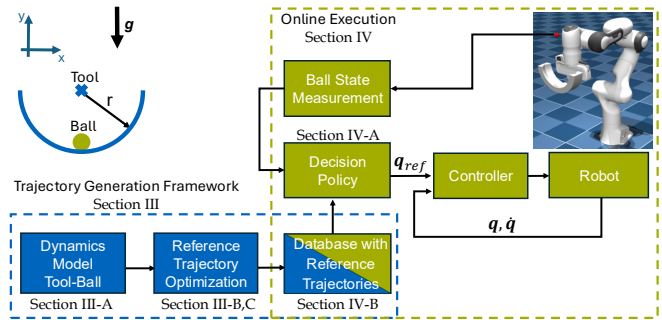 y
x
g
Tool
r
Ball
Online Execution
Section IV
Ball State
Measurement
Section IV-A
Decision
Policy
q_ref
Controller
Robot
q, q̇
Trajectory Generation Framework
Section III
Dynamics
Model
Tool-Ball
Section III-A
Reference
Trajectory
Optimization
Section III-B,C
Database with
Reference
Trajectories
Section IV-B